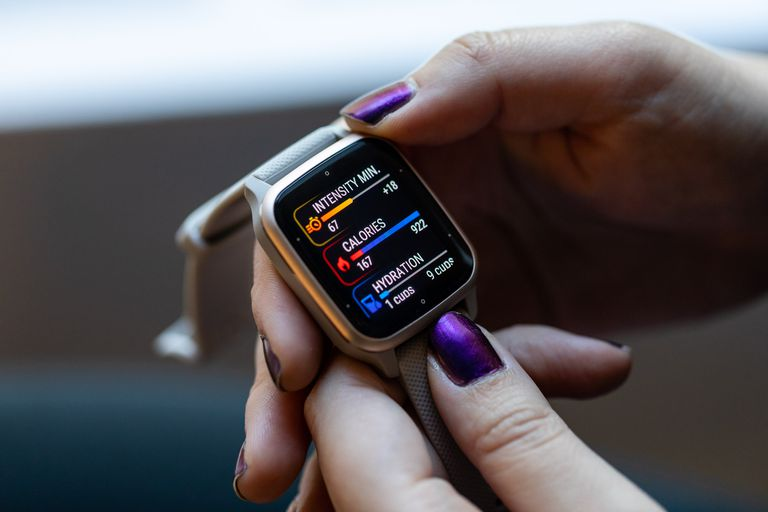 INTENSITY MIN.
67 +18
CALORIES
167 922
HYDRATION
1 cups 9 cups